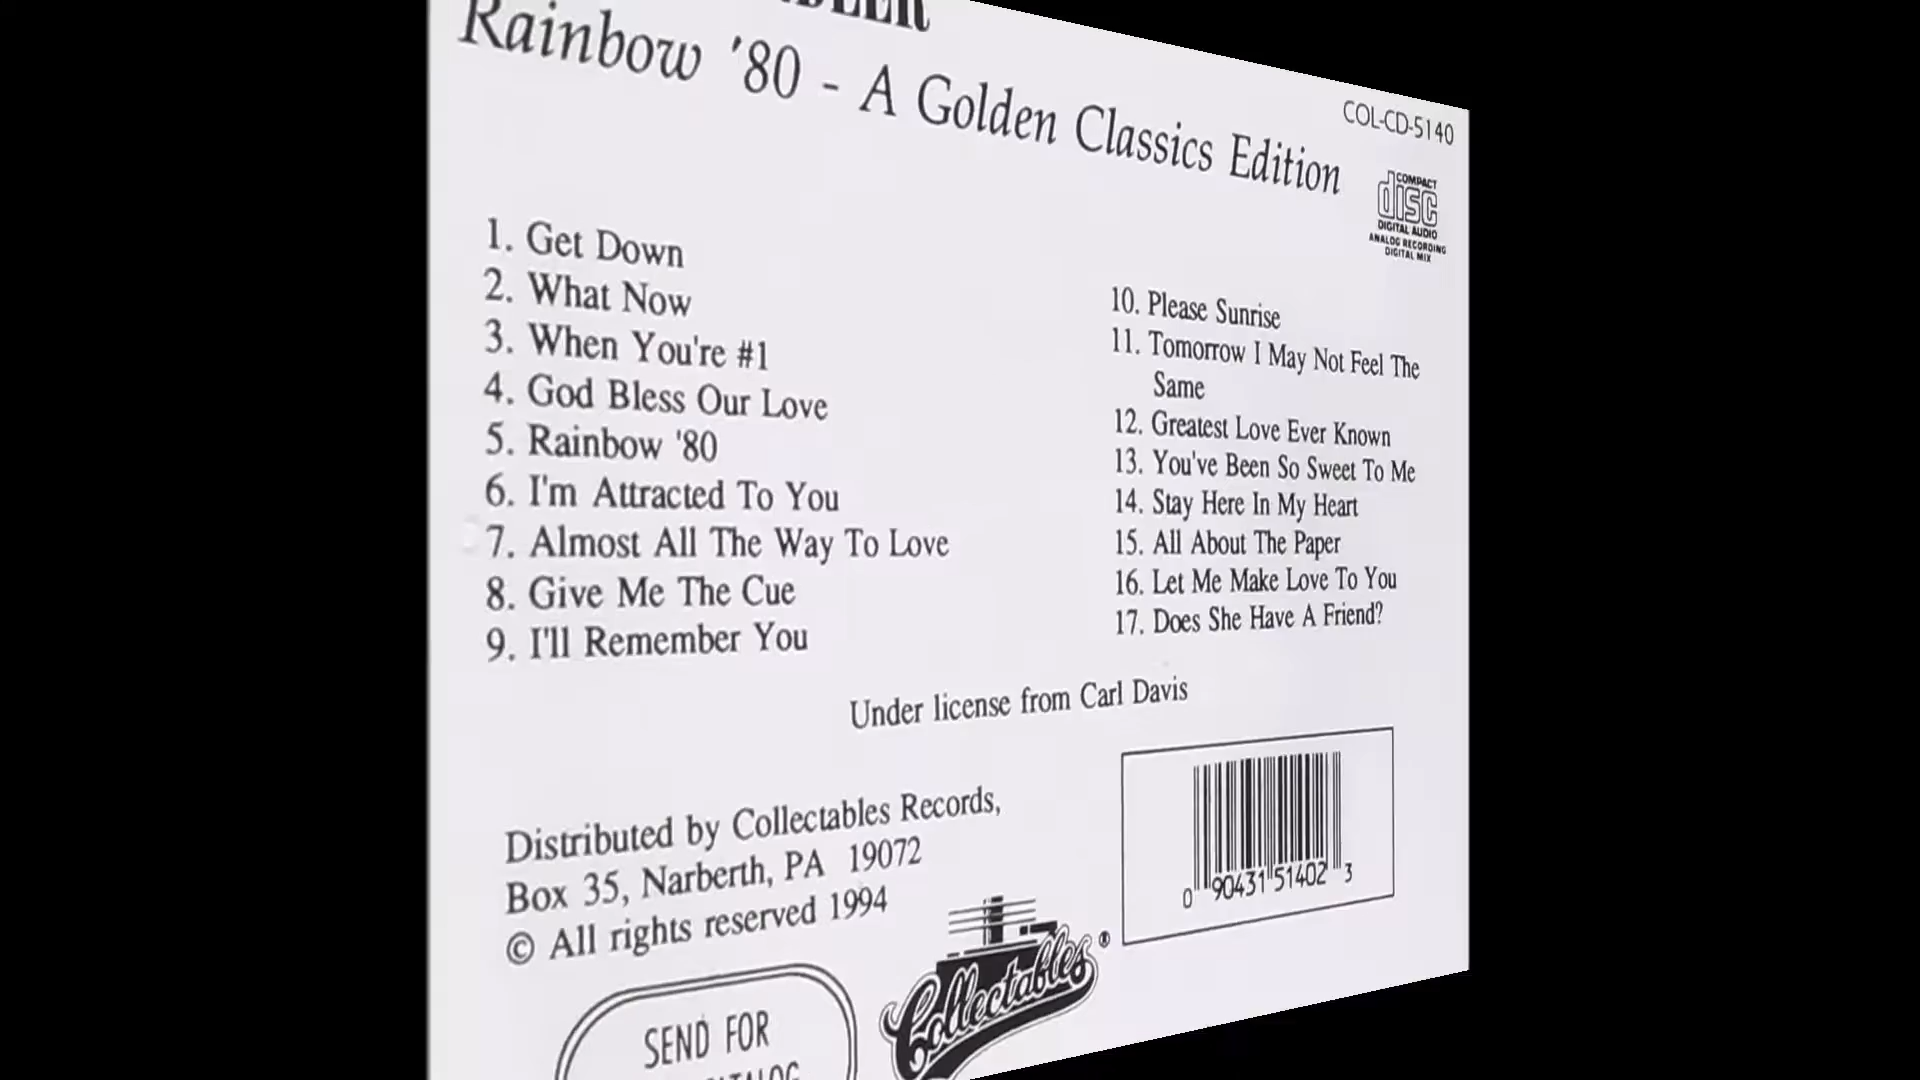 Rainbow '80 - A Golden Classics Edition
COL-CD-5140
COMPACT
disc
DIGITAL AUDIO
ANALOG RECORDING
DIGITAL MIX
1. Get Down
2. What Now
3. When You're #1
4. God Bless Our Love
5. Rainbow '80
6. I'm Attracted To You
7. Almost All The Way To Love
8. Give Me The Cue
9. I'll Remember You
10. Please Sunrise
11. Tomorrow I May Not Feel The
Same
12. Greatest Love Ever Known
13. You've Been So Sweet To Me
14. Stay Here In My Heart
15. All About The Paper
16. Let Me Make Love To You
17. Does She Have A Friend?
Under license from Carl Davis
Distributed by Collectables Records,
Box 35, Narberth, PA 19072
© All rights reserved 1994
0 90431 51402 3
Collectables ®
SEND FOR